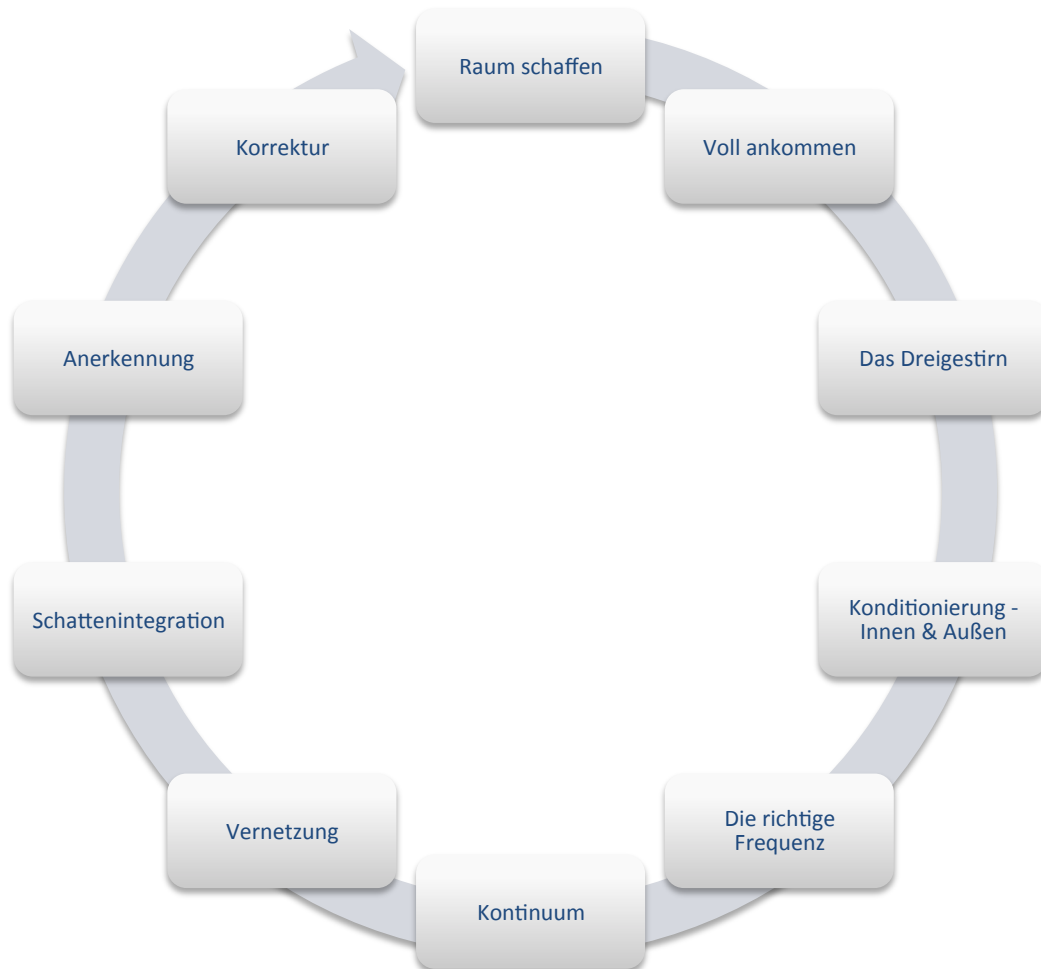 Raum schaffen
Voll ankommen
Das Dreigestirn
Konditionierung -
Innen & Außen
Die richtige
Frequenz
Kontinuum
Vernetzung
Schattenintegration
Anerkennung
Korrektur